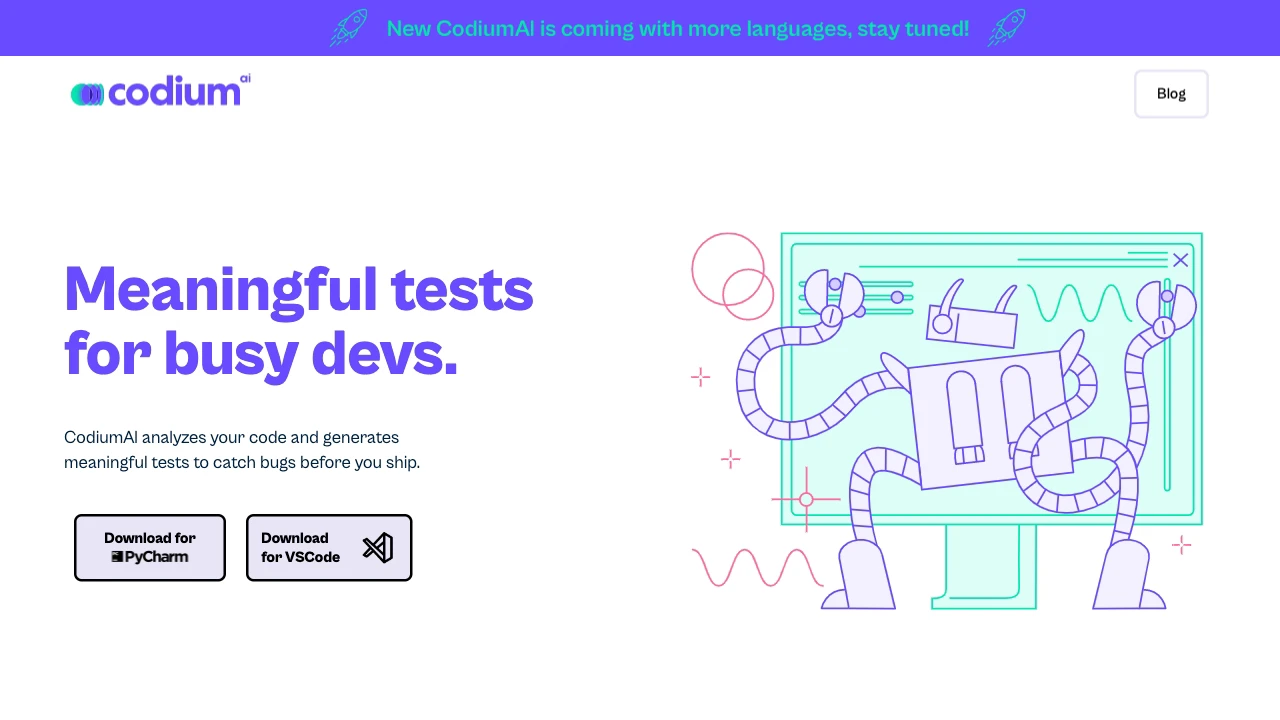 New CodiumAI is coming with more languages, stay tuned!
codium ai
Blog
Meaningful tests
for busy devs.
CodiumAI analyzes your code and generates
meaningful tests to catch bugs before you ship.
Download for
PyCharm
Download
for VSCode